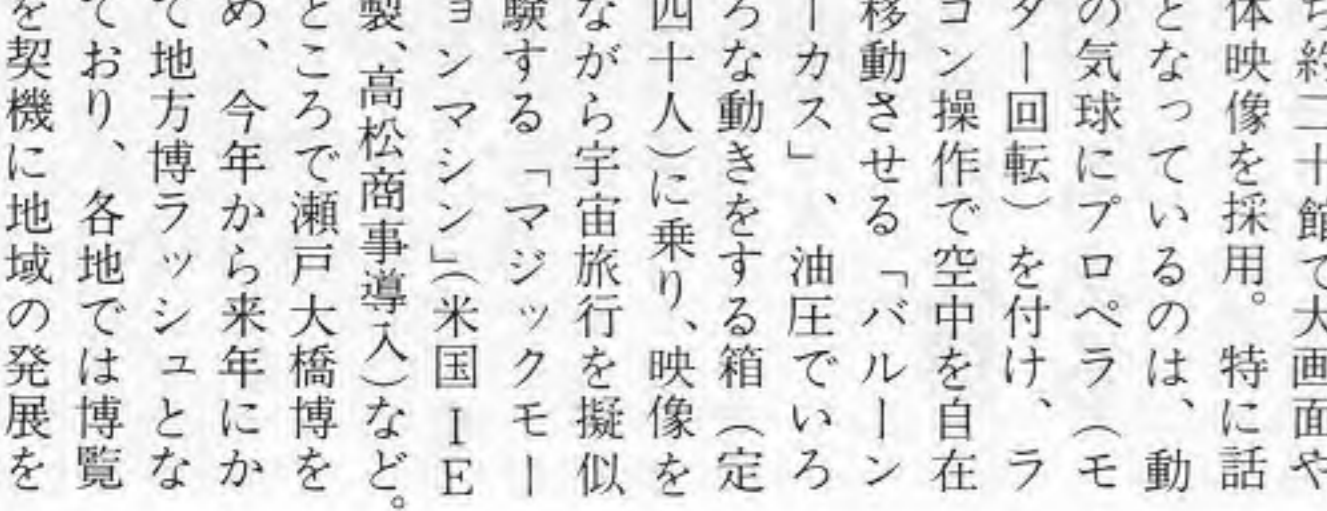 ち約二十館で大画面や
体映像を採用。特に話
となっているのは、動
の気球にプロペラ（モ
ター回転）を付け、ラ
コン操作で空中を自在
移動させる「バルーン
ーカス」、油圧でいろ
ろな動きをする箱（定
四十人）に乗り、映像を
ながら宇宙旅行を擬似
験する「マジックモー
ョンマシン」（米国ＩＥ
製、高松商事導入）など。
ところで瀬戸大橋博を
め、今年から来年にか
て地方博ラッシュとな
ており、各地では博覧
を契機に地域の発展を